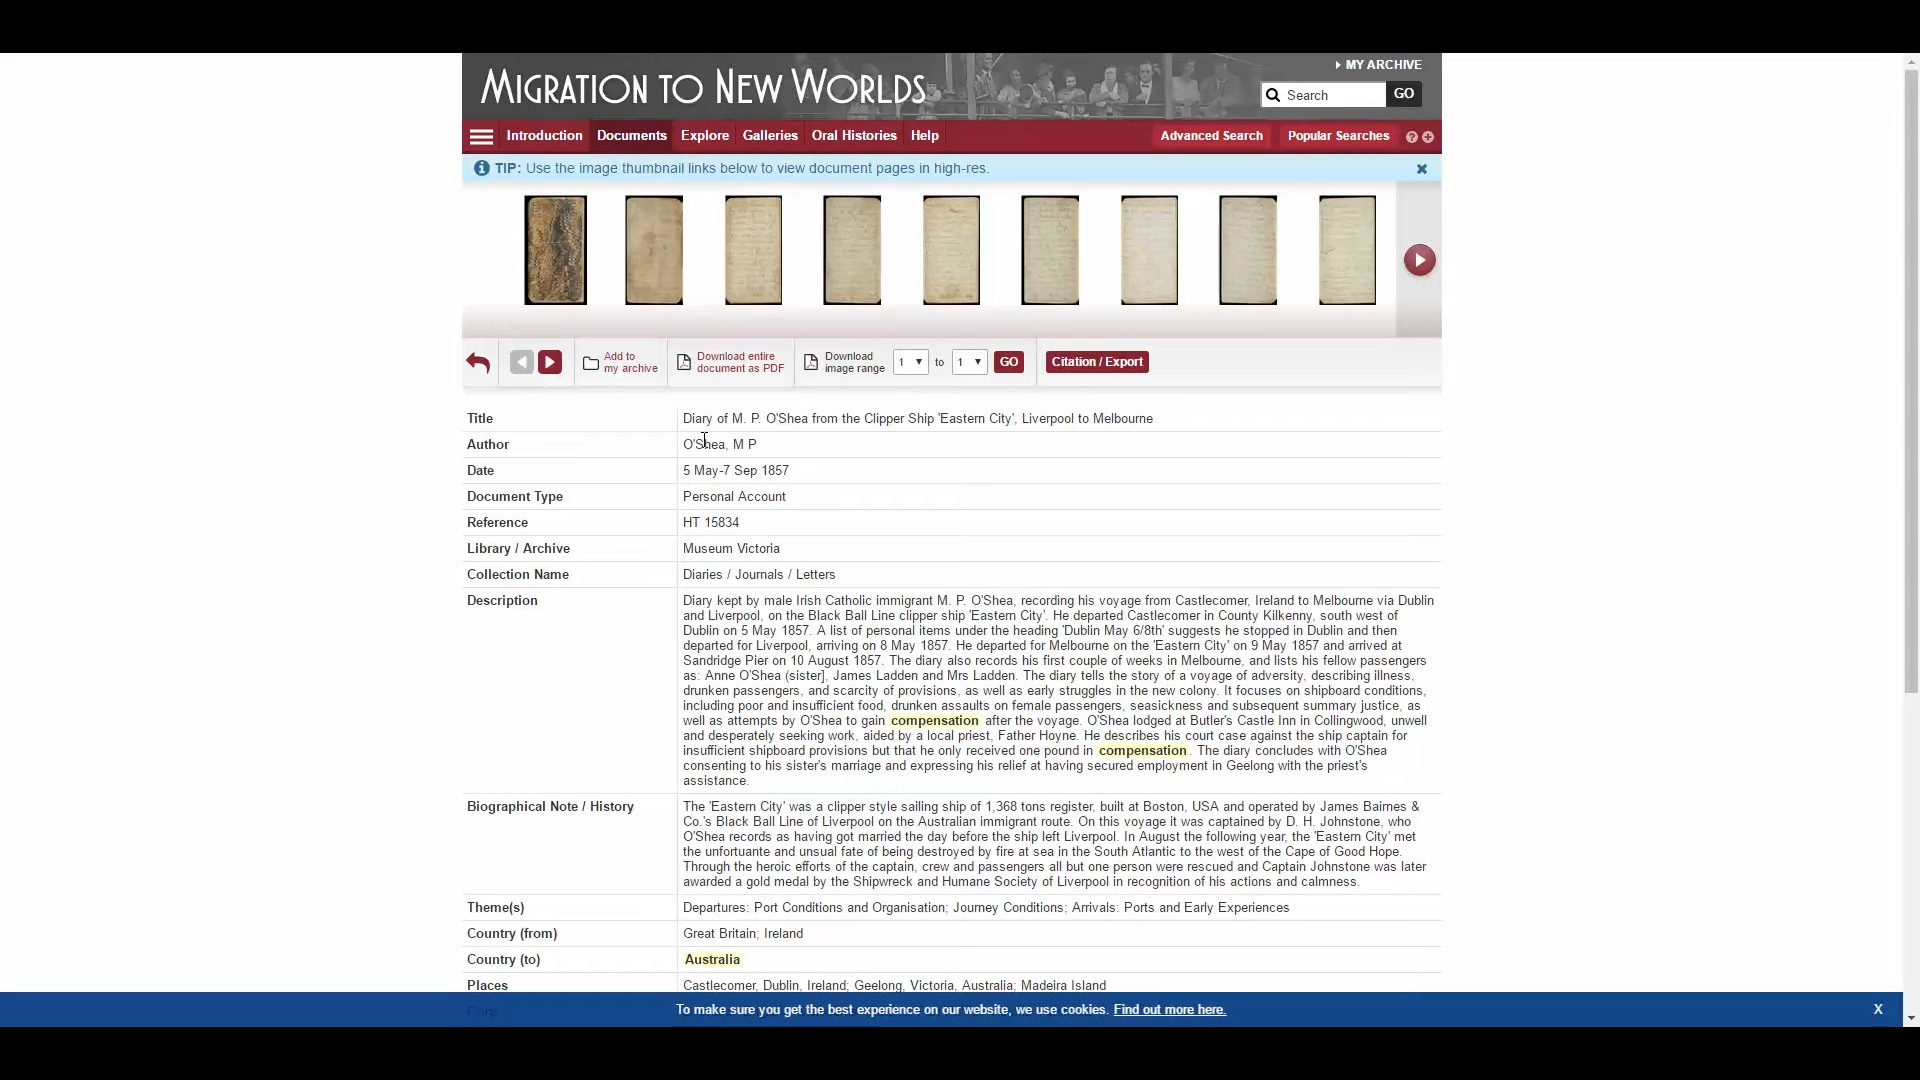 MIGRATION TO NEW WORLDS
MY ARCHIVE
Search
GO
Introduction
Documents
Explore
Galleries
Oral Histories
Help
Advanced Search
Popular Searches
TIP: Use the image thumbnail links below to view document pages in high-res.
Add to
my archive
Download entire
document as PDF
Download
image range
1
to
1
GO
Citation / Export
Title
Diary of M. P. O'Shea from the Clipper Ship 'Eastern City', Liverpool to Melbourne
Author
O'Shea, M P
Date
5 May-7 Sep 1857
Document Type
Personal Account
Reference
HT 15834
Library / Archive
Museum Victoria
Collection Name
Diaries / Journals / Letters
Description
Diary kept by male Irish Catholic immigrant M. P. O'Shea, recording his voyage from Castlecomer, Ireland to Melbourne via Dublin
and Liverpool, on the Black Ball Line clipper ship 'Eastern City'. He departed Castlecomer in County Kilkenny, south west of
Dublin on 5 May 1857. A list of personal items under the heading 'Dublin May 6/8th' suggests he stopped in Dublin and then
departed for Liverpool, arriving on 8 May 1857. He departed for Melbourne on the 'Eastern City' on 9 May 1857 and arrived at
Sandridge Pier on 10 August 1857. The diary also records his first couple of weeks in Melbourne, and lists his fellow passengers
as: Anne O'Shea (sister], James Ladden and Mrs Ladden. The diary tells the story of a voyage of adversity, describing illness,
drunken passengers, and scarcity of provisions, as well as early struggles in the new colony. It focuses on shipboard conditions,
including poor and insufficient food, drunken assaults on female passengers, seasickness and subsequent summary justice, as
well as attempts by O'Shea to gain compensation after the voyage. O'Shea lodged at Butler's Castle Inn in Collingwood, unwell
and desperately seeking work, aided by a local priest, Father Hoyne. He describes his court case against the ship captain for
insufficient shipboard provisions but that he only received one pound in compensation. The diary concludes with O'Shea
consenting to his sister's marriage and expressing his relief at having secured employment in Geelong with the priest's
assistance.
Biographical Note / History
The 'Eastern City' was a clipper style sailing ship of 1,368 tons register, built at Boston, USA and operated by James Bairnes &
Co.'s Black Ball Line of Liverpool on the Australian immigrant route. On this voyage it was captained by D. H. Johnstone, who
O'Shea records as having got married the day before the ship left Liverpool. In August the following year, the 'Eastern City' met
the unfortuante and unusual fate of being destroyed by fire at sea in the South Atlantic to the west of the Cape of Good Hope.
Through the heroic efforts of the captain, crew and passengers all but one person were rescued and Captain Johnstone was later
awarded a gold medal by the Shipwreck and Humane Society of Liverpool in recognition of his actions and calmness.
Theme(s)
Departures: Port Conditions and Organisation; Journey Conditions; Arrivals: Ports and Early Experiences
Country (from)
Great Britain; Ireland
Country (to)
Australia
Places
Castlecomer, Dublin, Ireland; Geelong, Victoria, Australia; Madeira Island
To make sure you get the best experience on our website, we use cookies. Find out more here.
X